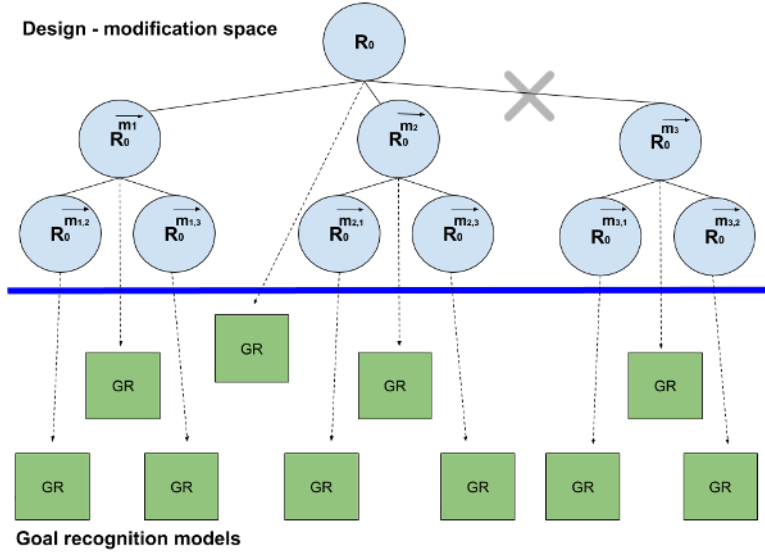 Design - modification space
R₀
R₀ m₁
R₀ m₂
R₀ m₃
R₀ m₁,₂
R₀ m₁,₃
R₀ m₂,₁
R₀ m₂,₃
R₀ m₃,₁
R₀ m₃,₂
GR
GR
GR
GR
GR
GR
GR
GR
GR
GR
Goal recognition models